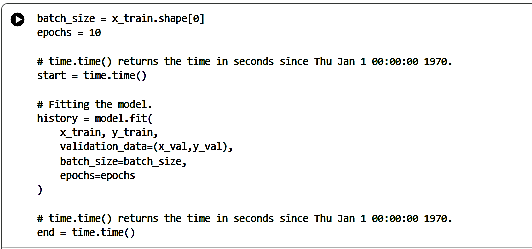 batch_size = x_train.shape[0]
epochs = 10
# time.time() returns the time in seconds since Thu Jan 1 00:00:00 1970.
start = time.time()
# Fitting the model.
history = model.fit(
x_train, y_train,
validation_data=(x_val,y_val),
batch_size=batch_size,
epochs=epochs
)
# time.time() returns the time in seconds since Thu Jan 1 00:00:00 1970.
end = time.time()